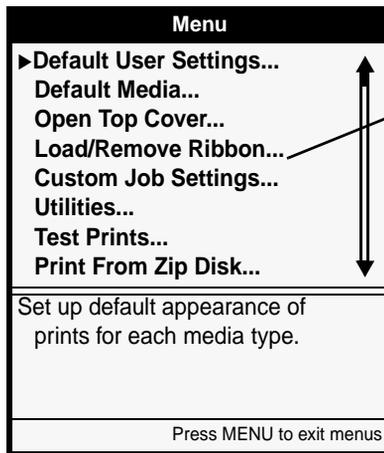 Menu
Default User Settings...
Default Media...
Open Top Cover...
Load/Remove Ribbon...
Custom Job Settings...
Utilities...
Test Prints...
Print From Zip Disk...
Set up default appearance of
prints for each media type.
Press MENU to exit menus